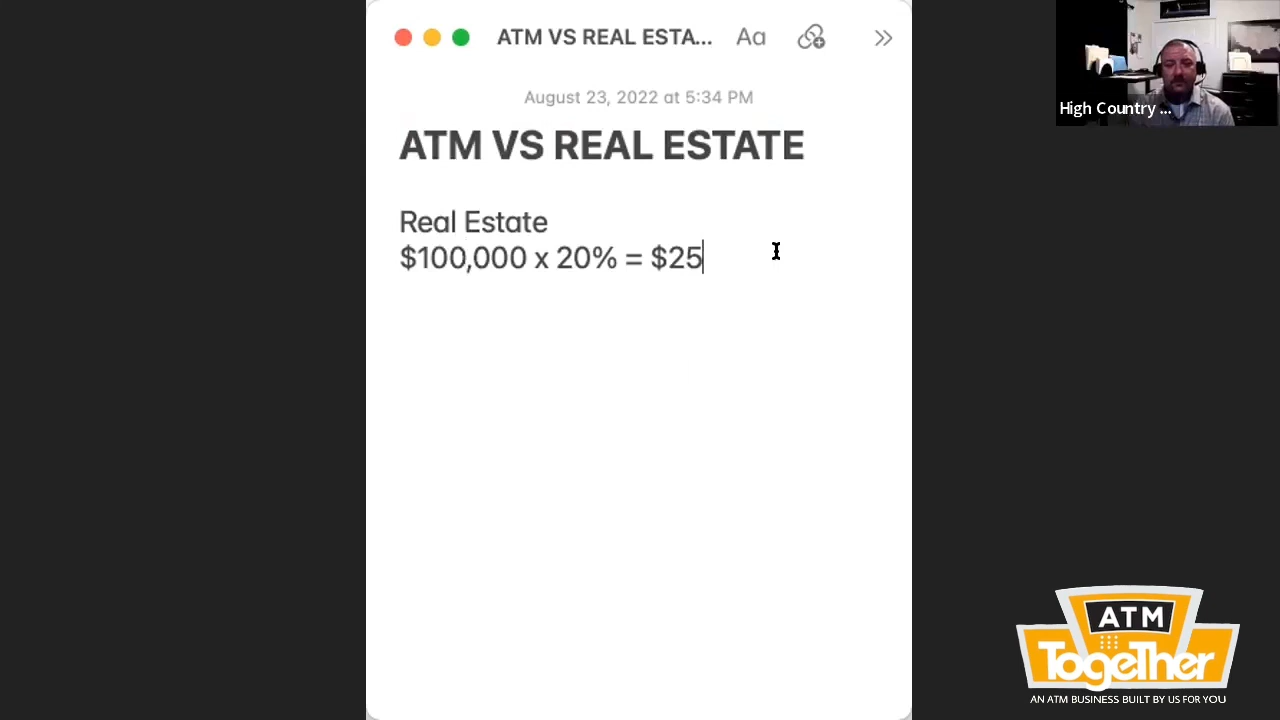 ATM VS REAL ESTA... Aa
High Country ...
August 23, 2022 at 5:34 PM
ATM VS REAL ESTATE
Real Estate
$100,000 x 20% = $25
ATM
TogeTher
AN ATM BUSINESS BUILT BY US FOR YOU